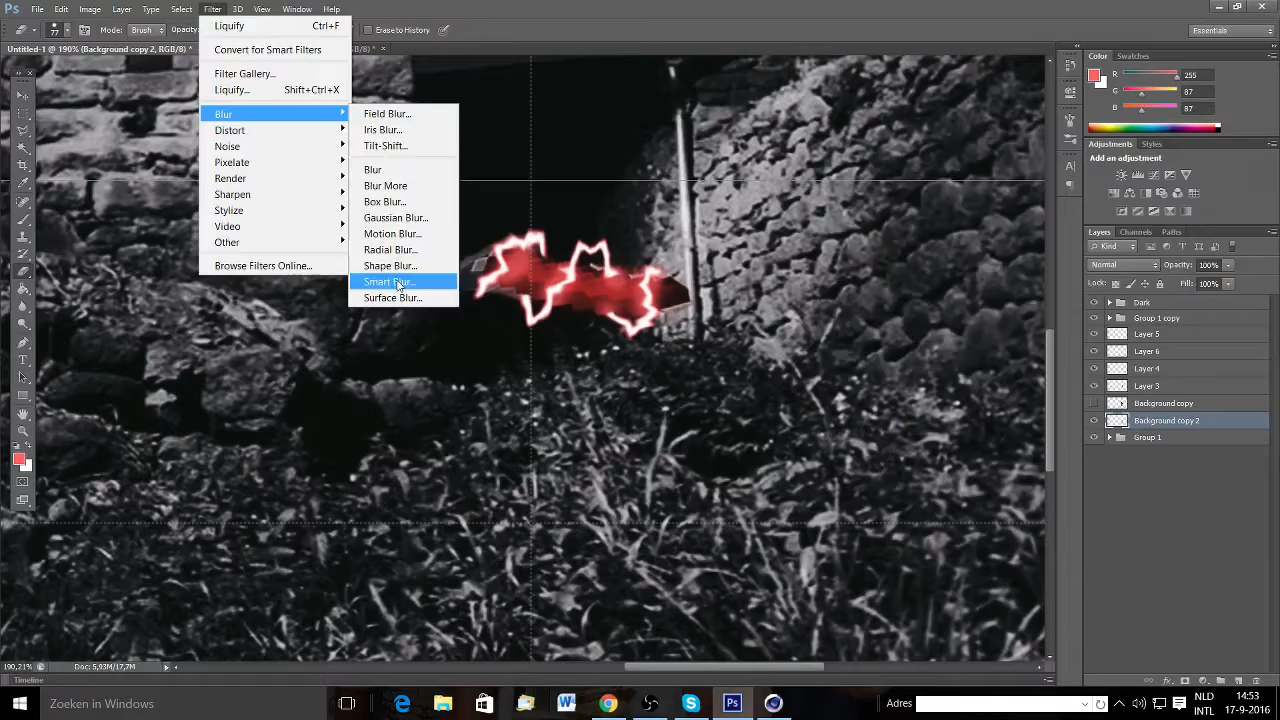 File Edit Image Layer Type Select Filter 3D View Window Help
77 Mode: Brush Opacity: Erase to History Essentials
Untitled-1 @ 190% (Background copy 2, RGB/8) * RGB/8) *
Liquify Ctrl+F
Convert for Smart Filters
Filter Gallery...
Liquify... Shift+Ctrl+X
Blur
Distort
Noise
Pixelate
Render
Sharpen
Stylize
Video
Other
Browse Filters Online...
Field Blur...
Iris Blur...
Tilt-Shift...
Blur
Blur More
Box Blur...
Gaussian Blur...
Motion Blur...
Radial Blur...
Shape Blur...
Smart Blur...
Surface Blur...
Color Swatches
R 255
G 87
B 87
Adjustments Styles
Add an adjustment
Layers Channels Paths
Kind
Normal Opacity: 100%
Lock: Fill: 100%
Dark
Group 1 copy
Layer 5
Layer 6
Layer 4
Layer 3
Background copy
Background copy 2
Group 1
190,21% Doc: 5,93M/17,7M
Timeline
Zoeken in Windows Adres NLD 14:53
INTL 17-9-2016